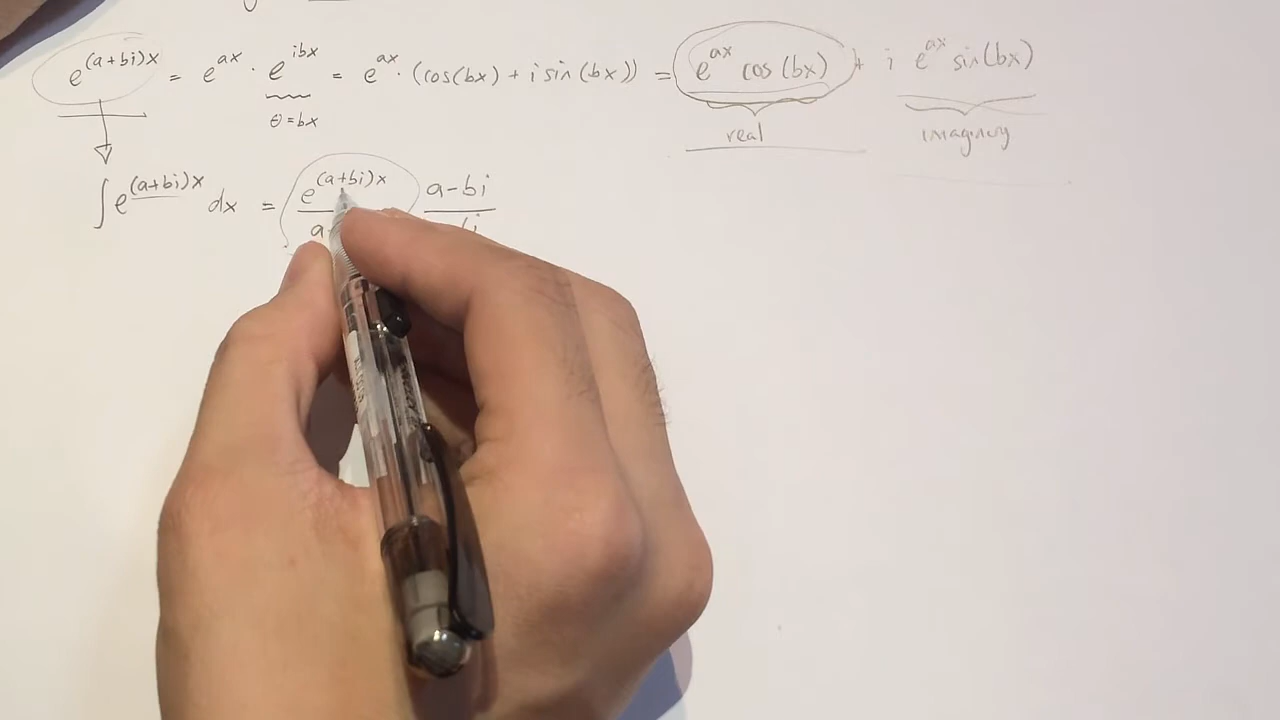 e^(a+bi)x = e^ax · e^ibx = e^ax · (cos(bx) + i sin(bx)) = e^ax cos(bx) + i e^ax sin(bx)
θ=bx real imaginary
∫e^(a+bi)x dx = e^(a+bi)x / a a-bi